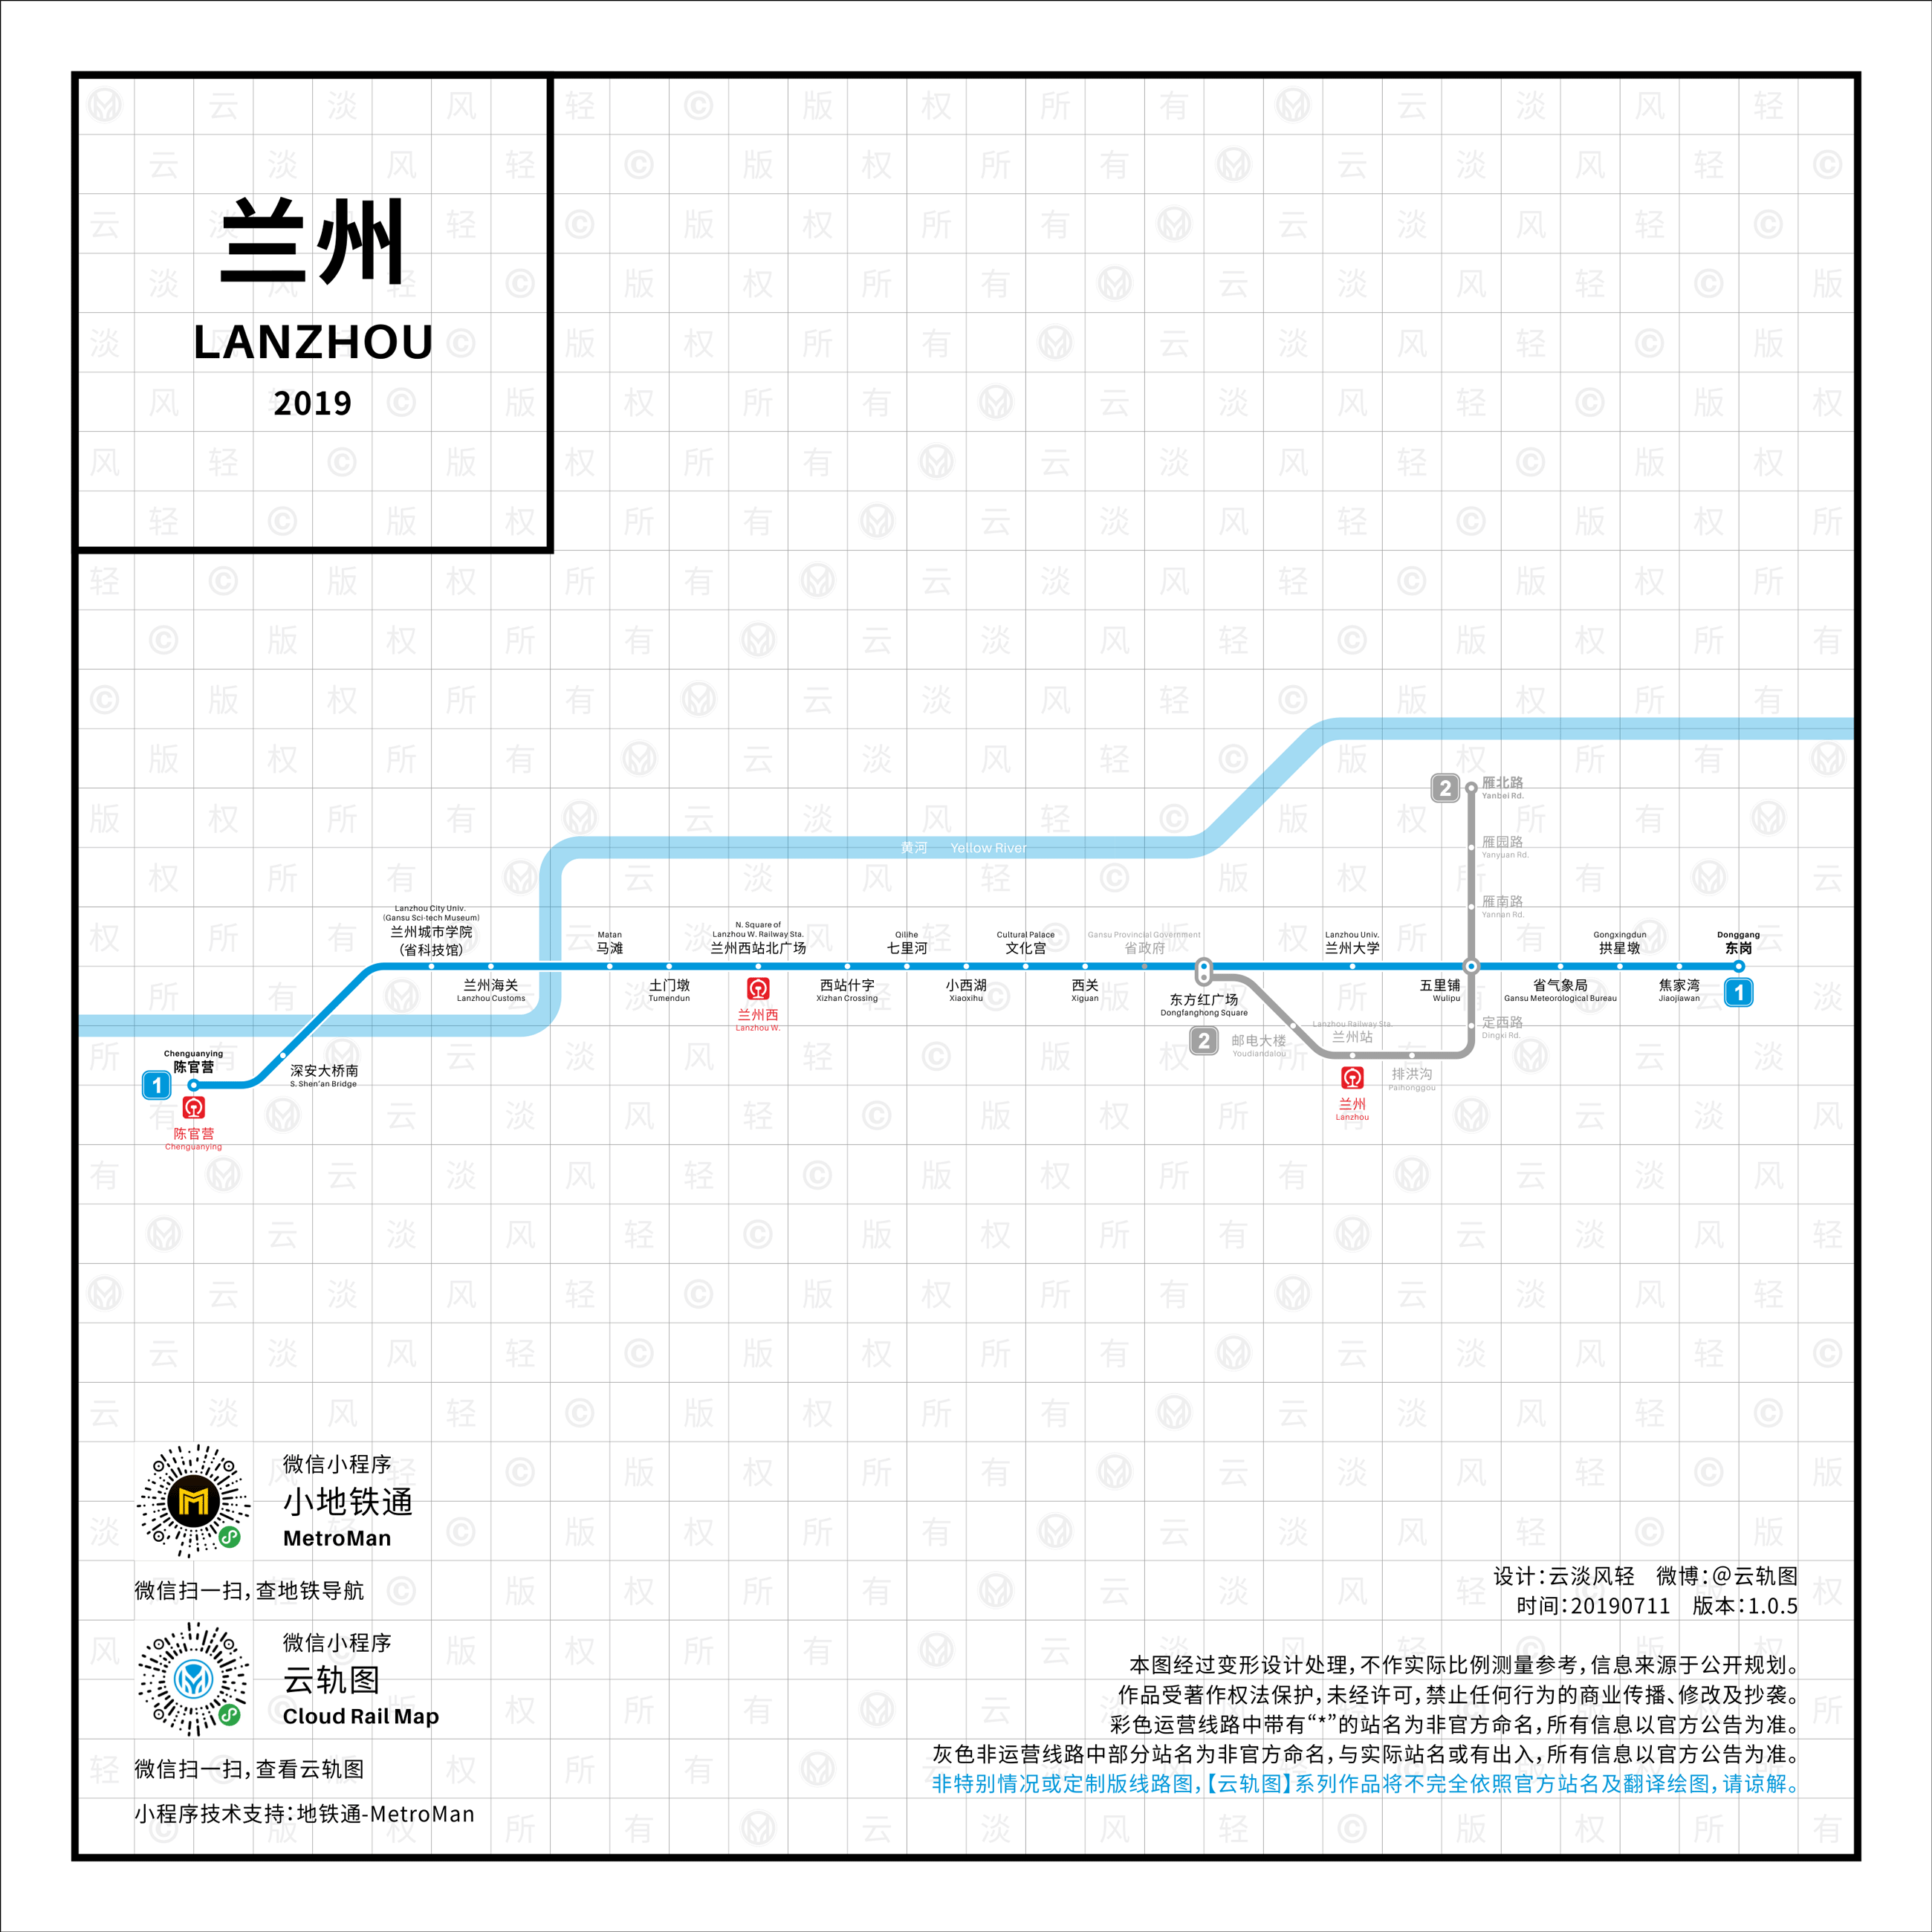 兰州
LANZHOU
2019
黄河 Yellow River
2
雁北路
Yanbei Rd.
雁园路
Yanyuan Rd.
雁南路
Yannan Rd.
Lanzhou City Univ.
(Gansu Sci-tech Museum)
兰州城市学院
（省科技馆）
兰州海关
Lanzhou Customs
Matan
马滩
土门墩
Tumendun
N. Square of
Lanzhou W. Railway Sta.
兰州西站北广场
兰州西
Lanzhou W.
西站什字
Xizhan Crossing
Qilihe
七里河
小西湖
Xiaoxihu
Cultural Palace
文化宫
西关
Xiguan
Gansu Provincial Government
省政府
东方红广场
Dongfanghong Square
2
Lanzhou Univ.
兰州大学
五里铺
Wulipu
省气象局
Gansu Meteorological Bureau
Gongxingdun
拱星墩
焦家湾
Jiaojiawan
Donggang
东岗
1
定西路
Dingxi Rd.
邮电大楼
Youdiandalou
Lanzhou Railway Sta.
兰州站
兰州
Lanzhou
排洪沟
Paihonggou
Chenguanying
陈官营
1
陈官营
Chenguanying
深安大桥南
S. Shen'an Bridge
微信小程序
小地铁通
MetroMan
微信扫一扫，查地铁导航
微信小程序
云轨图
Cloud Rail Map
微信扫一扫，查看云轨图
小程序技术支持：地铁通-MetroMan
设计：云淡风轻 微博：@云轨图
时间：20190711 版本：1.0.5
本图经过变形设计处理，不作实际比例测量参考，信息来源于公开规划。
作品受著作权法保护，未经许可，禁止任何行为的商业传播、修改及抄袭。
彩色运营线路中带有“*”的站名为非官方命名，所有信息以官方公告为准。
灰色非运营线路中部分站名为非官方命名，与实际站名或有出入，所有信息以官方公告为准。
非特别情况或定制版线路图，【云轨图】系列作品将不完全依照官方站名及翻译绘图，请谅解。
云淡风轻©版权所有